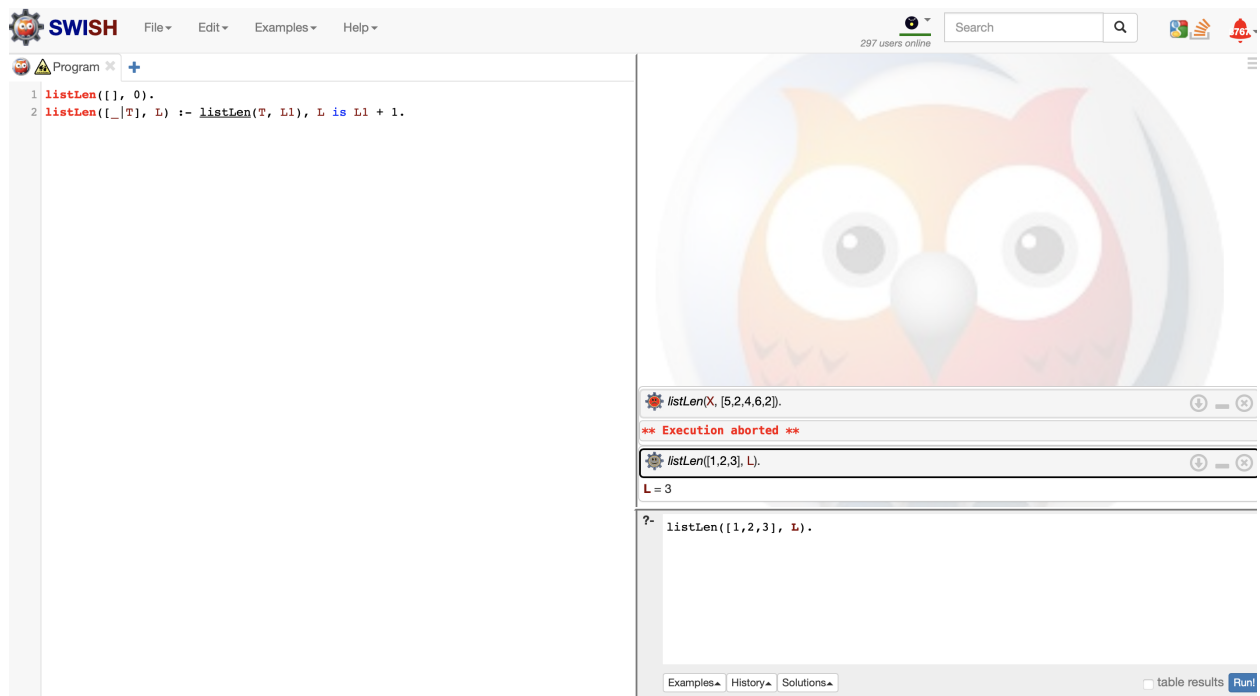 SWISH File Edit Examples Help 297 users online Search
Program
1 listLen([], 0).
2 listLen([_|T], L) :- listLen(T, L1), L is L1 + 1.
listLen(X, [5,2,4,6,2]).
** Execution aborted **
listLen([1,2,3], L).
L = 3
?- listLen([1,2,3], L).
Examples History Solutions table results Run!